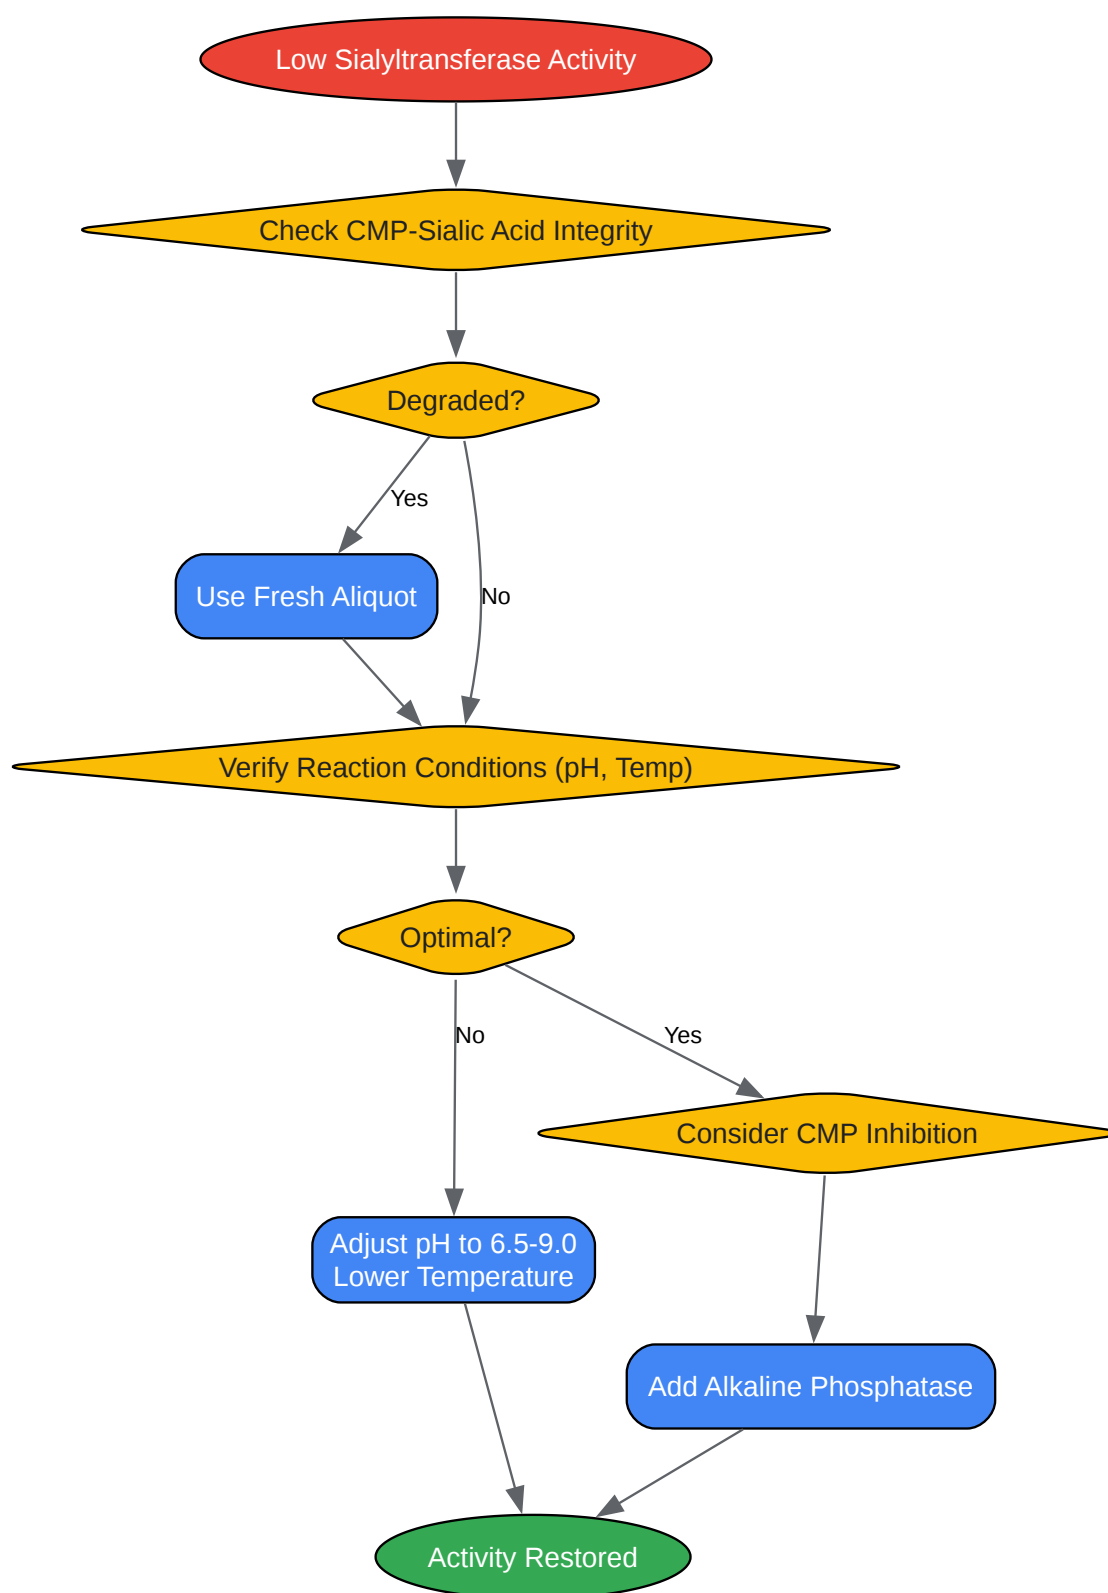 Low Sialyltransferase Activity
Check CMP-Sialic Acid Integrity
Degraded?
Yes
Use Fresh Aliquot
No
Verify Reaction Conditions (pH, Temp)
Optimal?
No
Yes
Consider CMP Inhibition
Adjust pH to 6.5-9.0
Lower Temperature
Add Alkaline Phosphatase
Activity Restored